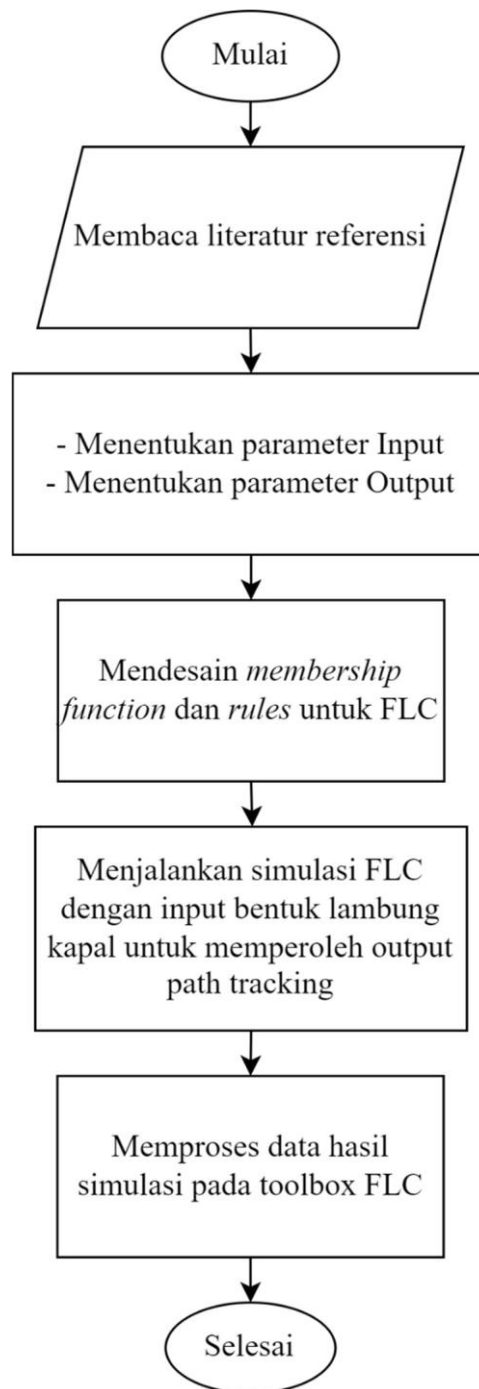 Mulai
Membaca literatur referensi
- Menentukan parameter Input
- Menentukan parameter Output
Mendesain membership
function dan rules untuk FLC
Menjalankan simulasi FLC
dengan input bentuk lambung
kapal untuk memperoleh output
path tracking
Memproses data hasil
simulasi pada toolbox FLC
Selesai